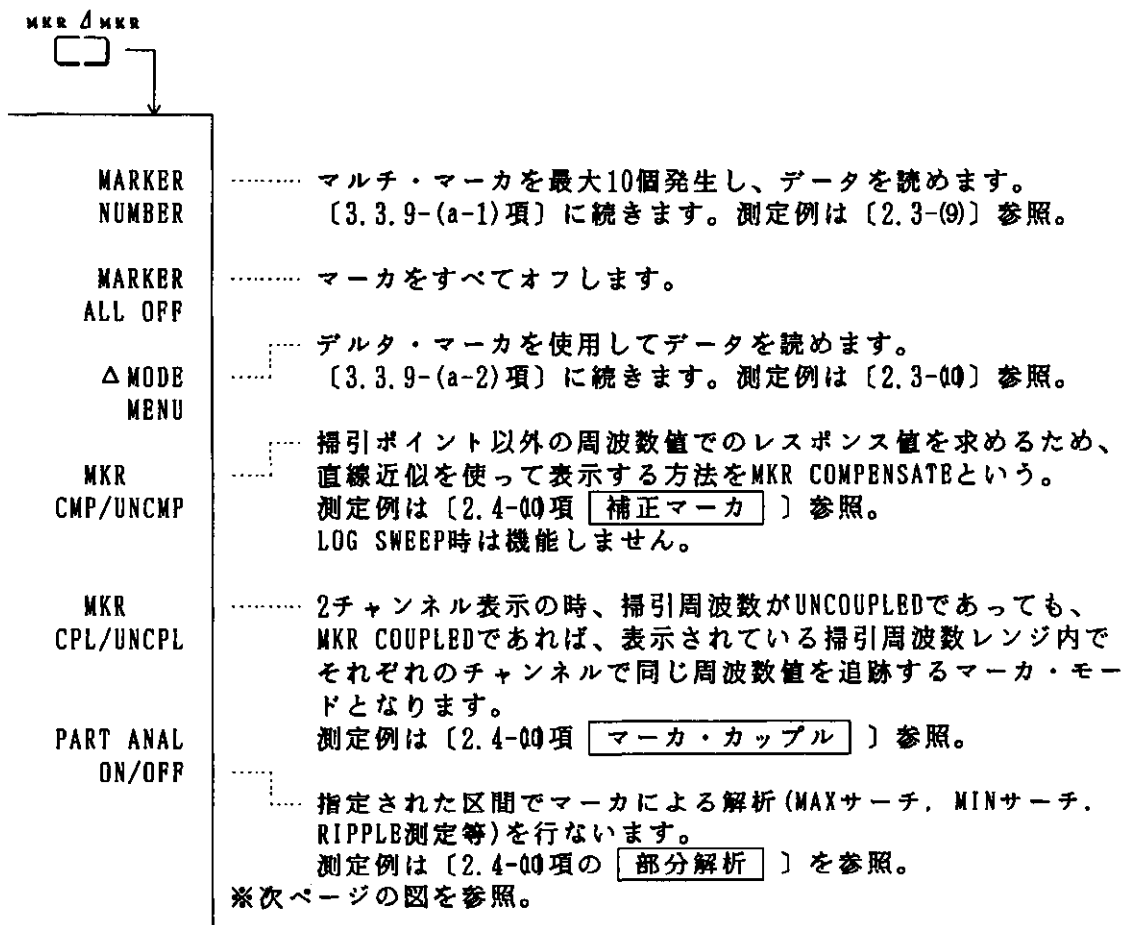 MKR ΔMKR
MARKER ……… マルチ・マーカを最大10個発生し、データを読めます。
NUMBER 〔3.3.9-(a-1)項〕に続きます。測定例は〔2.3-(9)〕参照。
MARKER ……… マーカをすべてオフします。
ALL OFF
デルタ・マーカを使用してデータを読めます。
ΔMODE 〔3.3.9-(a-2)項〕に続きます。測定例は〔2.3-〕参照。
MENU
掃引ポイント以外の周波数値でのレスポンス値を求めるため、
MKR 直線近似を使って表示する方法をMKR COMPENSATEという。
CMP/UNCMP 測定例は〔2.4-項 補正マーカ 〕参照。
LOG SWEEP時は機能しません。
MKR ……… 2チャンネル表示の時、掃引周波数がUNCOUPLEDであっても、
CPL/UNCPL MKR COUPLEDであれば、表示されている掃引周波数レンジ内で
それぞれのチャンネルで同じ周波数値を追跡するマーカ・モー
ドとなります。
PART ANAL 測定例は〔2.4-項 マーカ・カップル 〕参照。
ON/OFF
指定された区間でマーカによる解析(MAXサーチ, MINサーチ,
RIPPLE測定等)を行ないます。
測定例は〔2.4-項の 部分解析 〕を参照。
※次ページの図を参照。